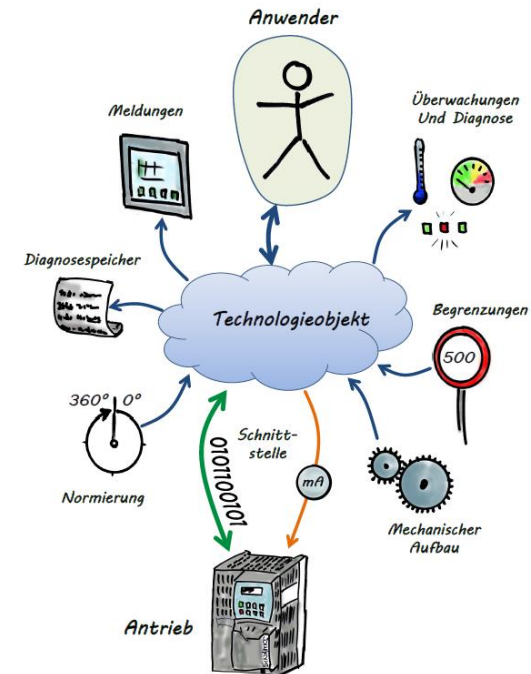 Anwender
Meldungen
Überwachungen
Und Diagnose
Diagnosespeicher
Technologieobjekt
Begrenzungen
500
360° 0°
Normierung
Schnitt-
stelle
0101100101
mA
Mechanischer
Aufbau
Antrieb